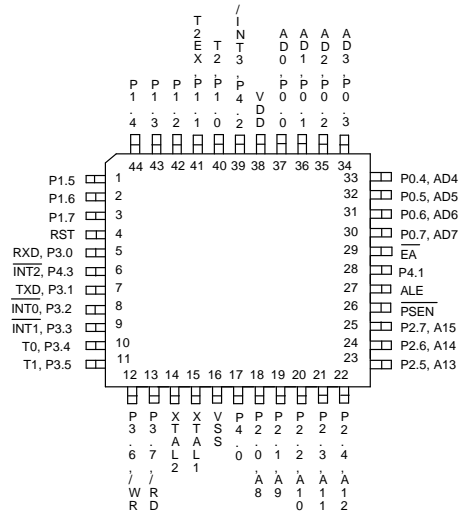 P1.4
P1.3
P1.2
T2EX,P1.1
T2,P1.0
/INT3,P4.2
VDD
AD0,P0.0
AD1,P0.1
AD2,P0.2
AD3,P0.3
44 43 42 41 40 39 38 37 36 35 34
P1.5 1
P1.6 2
P1.7 3
RST 4
RXD, P3.0 5
INT2, P4.3 6
TXD, P3.1 7
INT0, P3.2 8
INT1, P3.3 9
T0, P3.4 10
T1, P3.5 11
33 P0.4, AD4
32 P0.5, AD5
31 P0.6, AD6
30 P0.7, AD7
29 EA
28 P4.1
27 ALE
26 PSEN
25 P2.7, A15
24 P2.6, A14
23 P2.5, A13
12 13 14 15 16 17 18 19 20 21 22
P3.6,/WR
P3.7,/RD
XTAL2
XTAL1
VSS
P4.0
P2.0,A8
P2.1,A9
P2.2,A10
P2.3,A11
P2.4,A12